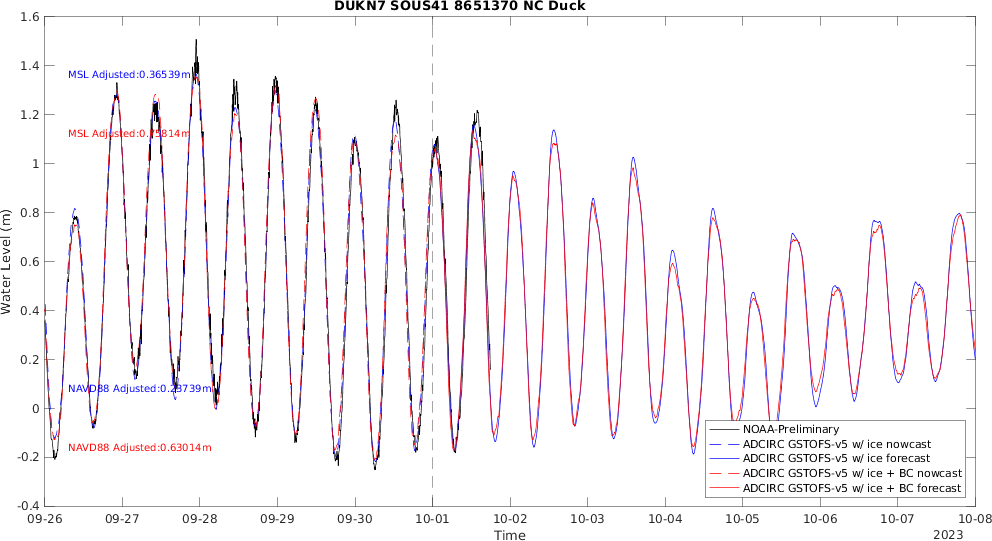 DUKN7 SOUS41 8651370 NC Duck
1.6
1.4
1.2
1
0.8
0.6
0.4
0.2
0
-0.2
-0.4
Water Level (m)
MSL Adjusted:0.36539m
MSL Adjusted:0.75814m
NAVD88 Adjusted:0.23739m
NAVD88 Adjusted:0.63014m
NOAA-Preliminary
ADCIRC GSTOFS-v5 w/ ice nowcast
ADCIRC GSTOFS-v5 w/ ice forecast
ADCIRC GSTOFS-v5 w/ ice + BC nowcast
ADCIRC GSTOFS-v5 w/ ice + BC forecast
09-26 09-27 09-28 09-29 09-30 10-01 10-02 10-03 10-04 10-05 10-06 10-07 10-08
Time
2023